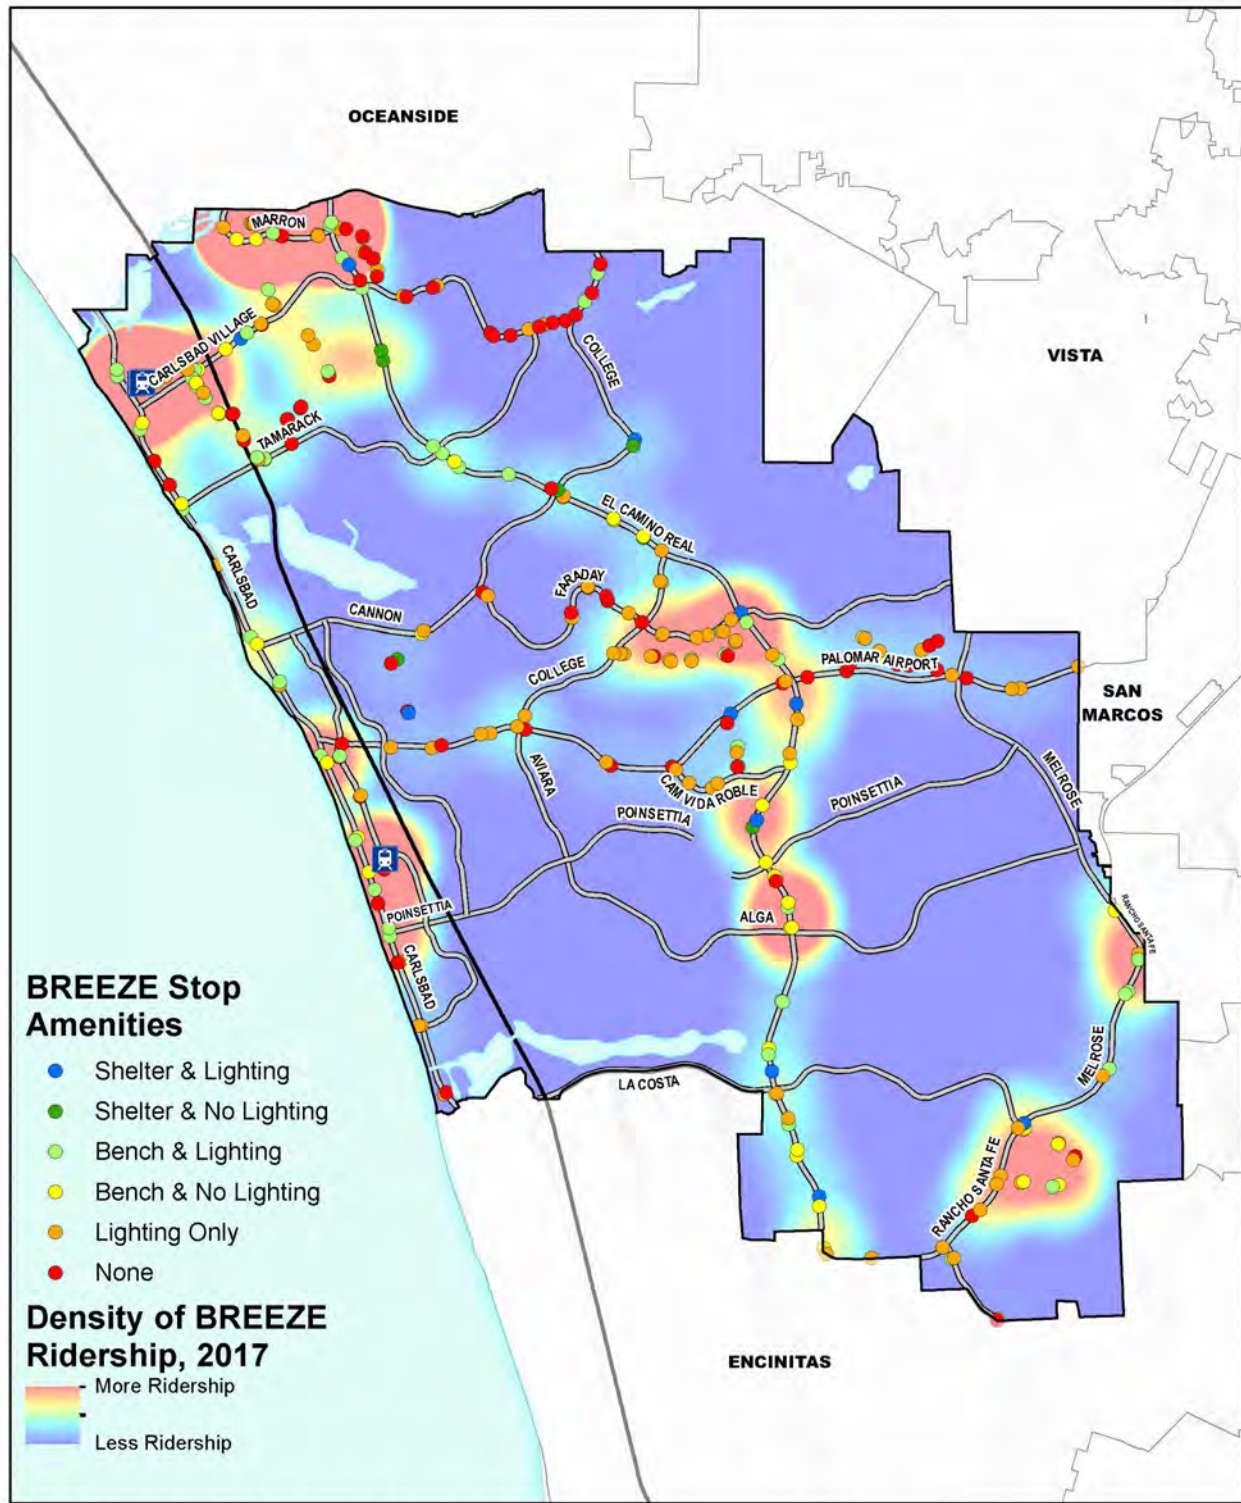 OCEANSIDE
MARRON
CARLSBAD VILLAGE
COLLEGE
VISTA
TAMARACK
EL CAMINO REAL
CARLSBAD
FARADAY
CANNON
COLLEGE
PALOMAR AIRPORT
SAN
MARCOS
AVIARA
CAM VIDA ROBLE
POINSETTIA
MELROSE
POINSETTIA
POINSETTIA
ALGA
RANCHO SANTA FE
CARLSBAD
BREEZE Stop
Amenities
Shelter & Lighting
Shelter & No Lighting
Bench & Lighting
Bench & No Lighting
Lighting Only
None
LA COSTA
MELROSE
RANCHO SANTA FE
Density of BREEZE
Ridership, 2017
More Ridership
Less Ridership
ENCINITAS